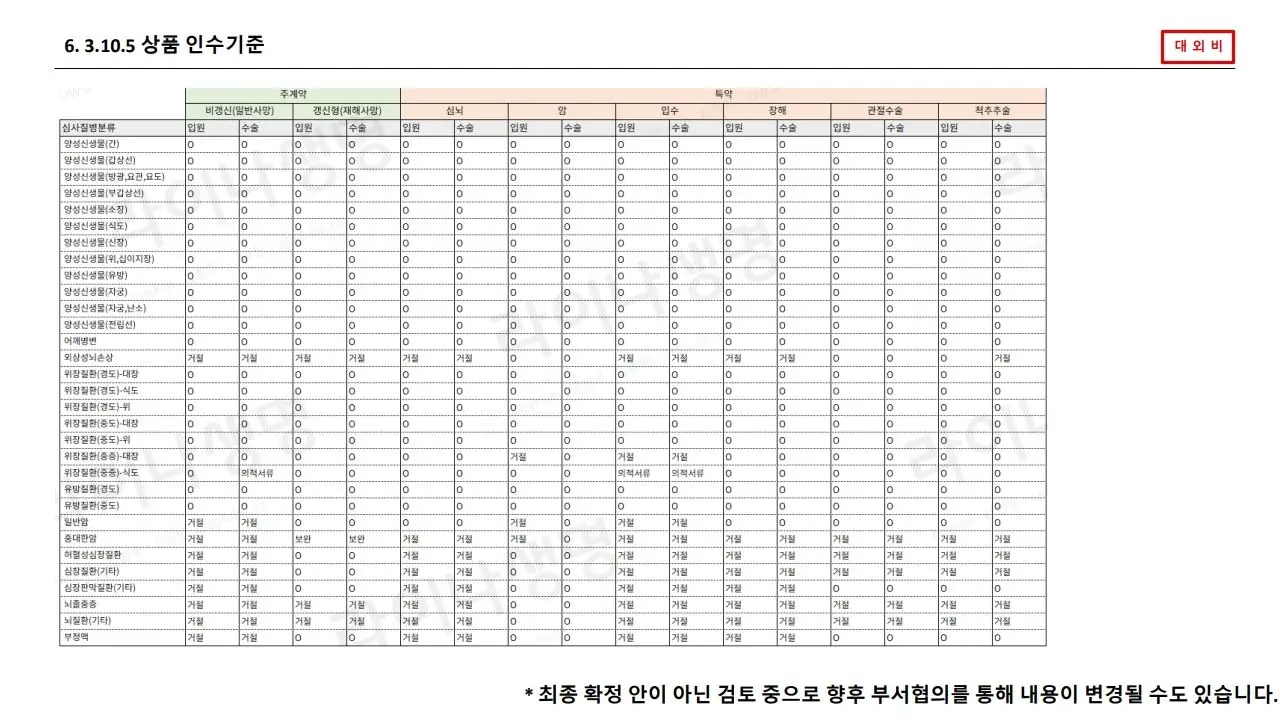 6. 3.10.5 상품 인수기준
대 외 비
주계약 특약
비갱신(일반사망) 갱신형(재해사망) 심뇌 암 입수 장해 관절수술 척추추술
심사질병분류 입원 수술 입원 수술 입원 수술 입원 수술 입원 수술 입원 수술 입원 수술 입원 수술
양성신생물(간) O O O O O O O O O O O O O O O O
양성신생물(갑상선) O O O O O O O O O O O O O O O O
양성신생물(방광,요관,요도) O O O O O O O O O O O O O O O O
양성신생물(부갑상선) O O O O O O O O O O O O O O O O
양성신생물(소장) O O O O O O O O O O O O O O O O
양성신생물(식도) O O O O O O O O O O O O O O O O
양성신생물(신장) O O O O O O O O O O O O O O O O
양성신생물(위,십이지장) O O O O O O O O O O O O O O O O
양성신생물(유방) O O O O O O O O O O O O O O O O
양성신생물(자궁) O O O O O O O O O O O O O O O O
양성신생물(자궁,난소) O O O O O O O O O O O O O O O O
양성신생물(전립선) O O O O O O O O O O O O O O O O
어깨병변 O O O O O O O O O O O O O O O O
외상성뇌손상 거절 거절 거절 거절 거절 거절 O O 거절 거절 거절 거절 O O O 거절
위장질환(경도)-대장 O O O O O O O O O O O O O O O O
위장질환(경도)-식도 O O O O O O O O O O O O O O O O
위장질환(경도)-위 O O O O O O O O O O O O O O O O
위장질환(중도)-대장 O O O O O O O O O O O O O O O O
위장질환(중도)-위 O O O O O O O O O O O O O O O O
위장질환(중증)-대장 O O O O O O 거절 O 거절 거절 O O O O O O
위장질환(중증)-식도 O 의적서류 O O O O O O 의적서류 의적서류 O O O O O O
유방질환(경도) O O O O O O O O O O O O O O O O
유방질환(중도) O O O O O O O O O O O O O O O O
일반암 거절 거절 O O O O 거절 O 거절 거절 O O O O O O
중대한암 거절 거절 보완 보완 거절 거절 거절 O 거절 거절 거절 거절 거절 거절 거절 거절
허혈성심장질환 거절 거절 O O 거절 거절 O O 거절 거절 거절 거절 거절 거절 거절 거절
심장질환(기타) 거절 거절 O O 거절 거절 O O 거절 거절 거절 거절 거절 거절 거절 거절
심장판막질환(기타) 거절 거절 O O 거절 거절 O O 거절 거절 거절 거절 O O O O
뇌졸중증 거절 거절 거절 거절 거절 거절 O O 거절 거절 거절 거절 거절 거절 거절 거절
뇌질환(기타) 거절 거절 거절 거절 거절 거절 O O 거절 거절 거절 거절 거절 거절 거절 거절
부정맥 거절 거절 O O 거절 거절 O O 거절 거절 거절 거절 O O O O
라이나생명
* 최종 확정 안이 아닌 검토 중으로 향후 부서협의를 통해 내용이 변경될 수도 있습니다.